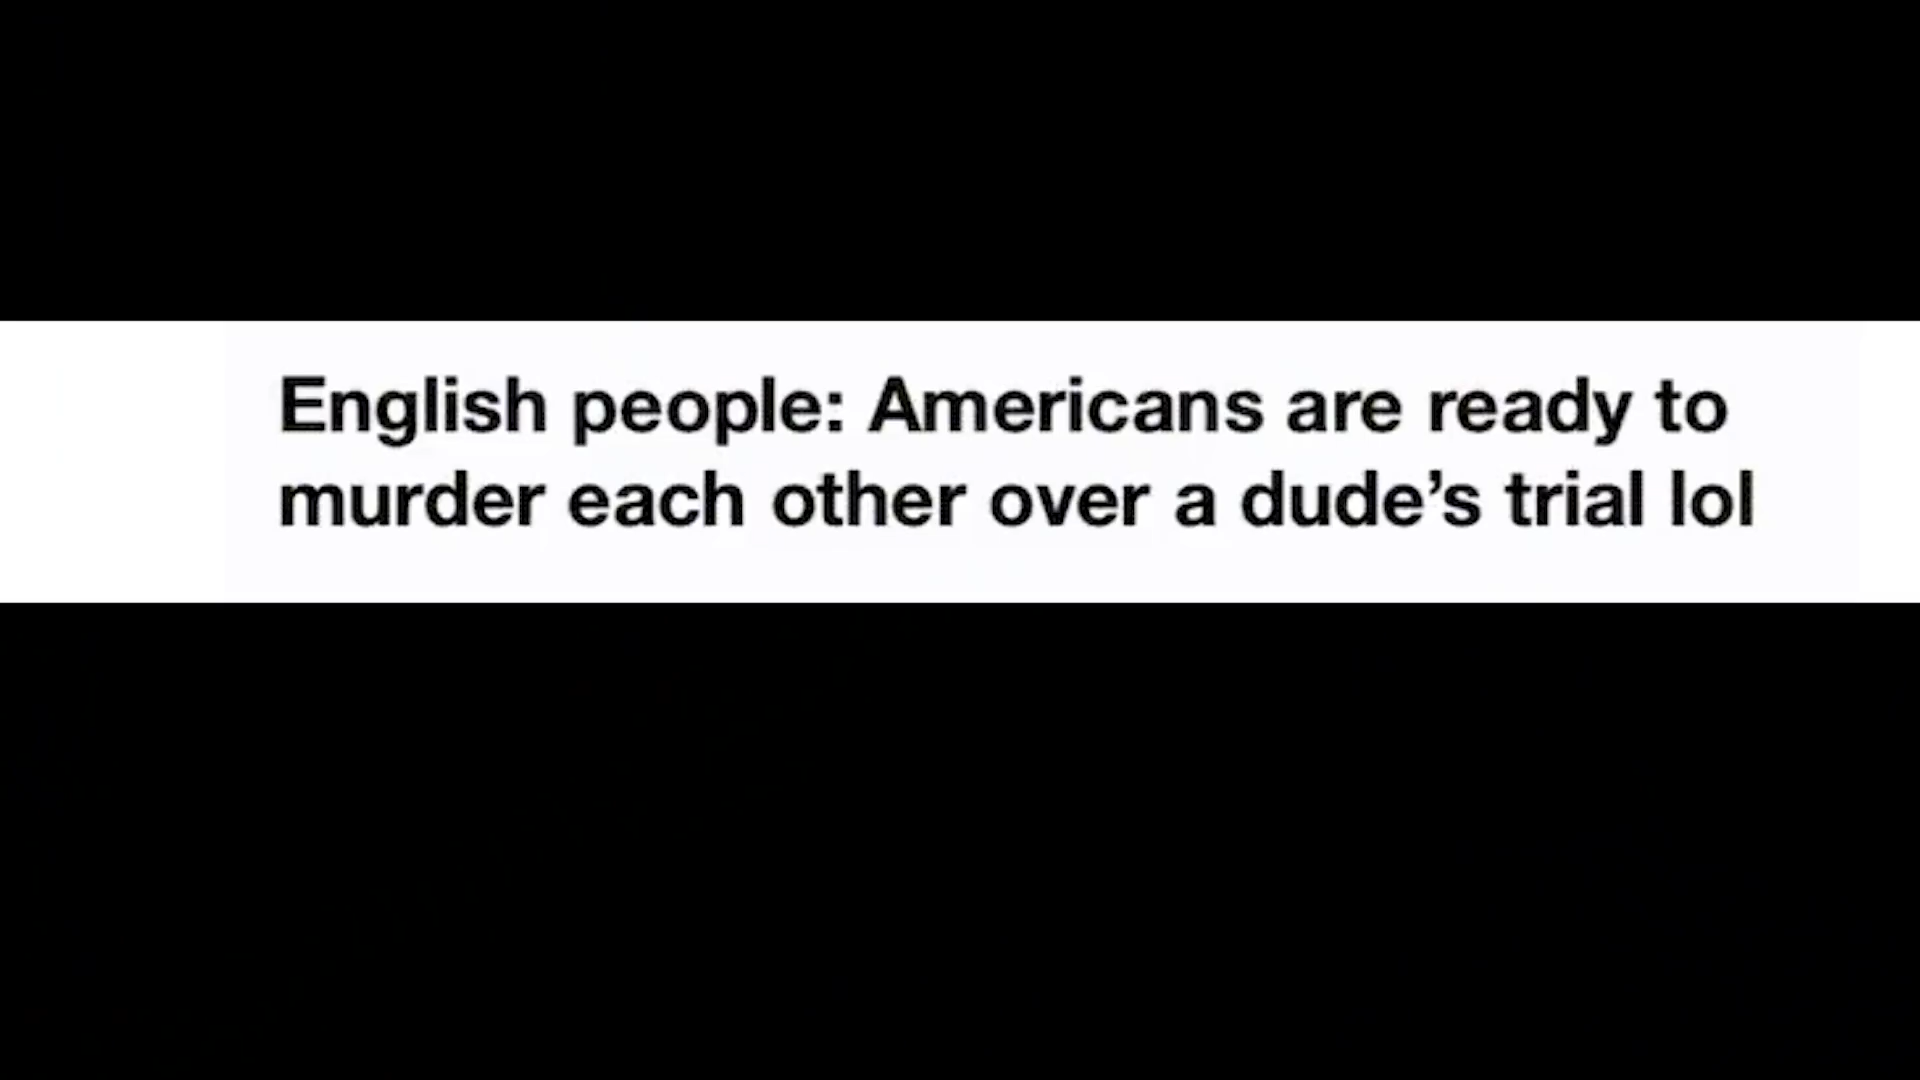 English people: Americans are ready to
murder each other over a dude’s trial lol